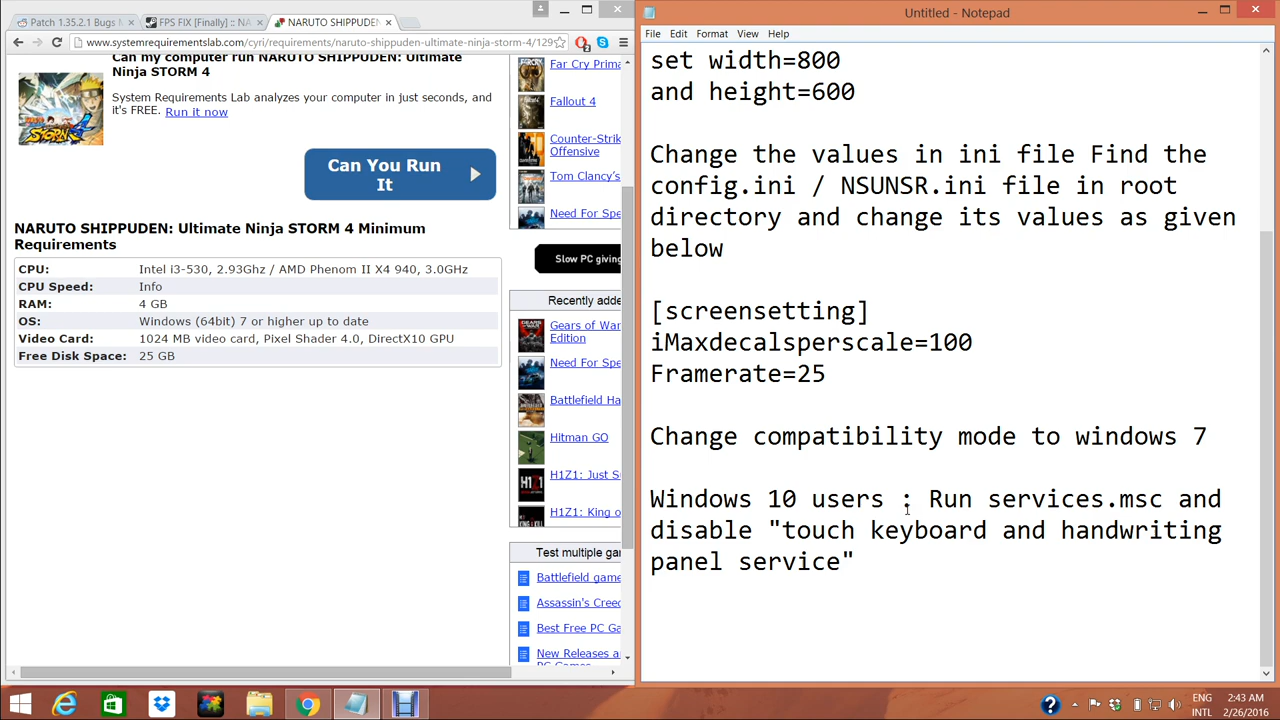 Patch 1.35.2.1 Bugs M
FPS FIX [Finally] :: NA
NARUTO SHIPPUDEN:
www.systemrequirementslab.com/cyri/requirements/naruto-shippuden-ultimate-ninja-storm-4/129
Can my computer run NARUTO SHIPPUDEN: Ultimate
Ninja STORM 4
System Requirements Lab analyzes your computer in just seconds, and
it's FREE. Run it now
Can You Run
It
NARUTO SHIPPUDEN: Ultimate Ninja STORM 4 Minimum
Requirements
CPU: Intel i3-530, 2.93Ghz / AMD Phenom II X4 940, 3.0GHz
CPU Speed: Info
RAM: 4 GB
OS: Windows (64bit) 7 or higher up to date
Video Card: 1024 MB video card, Pixel Shader 4.0, DirectX10 GPU
Free Disk Space: 25 GB
Far Cry Prima
Fallout 4
Counter-Strik
Offensive
Tom Clancy's
Need For Spe
Slow PC giving
Recently adde
Gears of War
Edition
Need For Spe
Battlefield Ha
Hitman GO
H1Z1: Just Su
H1Z1: King o
Test multiple ga
Battlefield game
Assassin's Creed
Best Free PC Ga
New Releases a
PC Games
Untitled - Notepad
File Edit Format View Help
set width=800
and height=600
Change the values in ini file Find the
config.ini / NSUNSR.ini file in root
directory and change its values as given
below
[screensetting]
iMaxdecalsperscale=100
Framerate=25
Change compatibility mode to windows 7
Windows 10 users : Run services.msc and
disable "touch keyboard and handwriting
panel service"
ENG
INTL
2:43 AM
2/26/2016